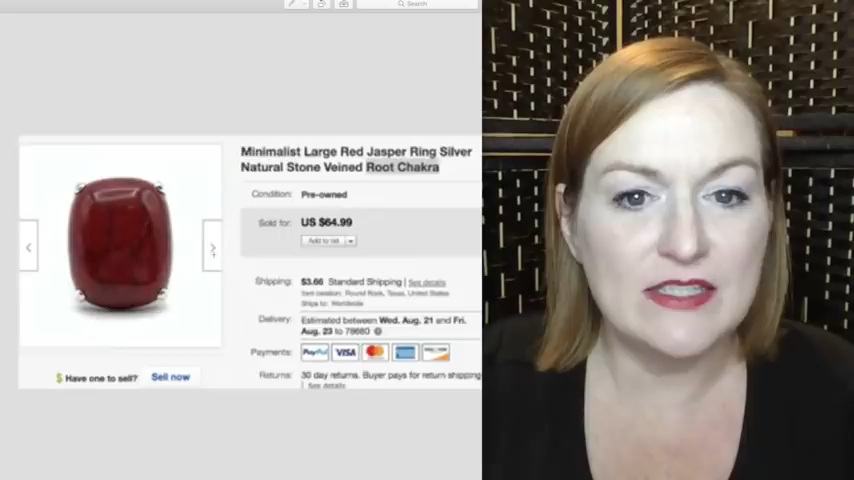 Search
Minimalist Large Red Jasper Ring Silver
Natural Stone Veined Root Chakra
Condition: Pre-owned
Sold for: US $64.99
Add to list
Shipping: $3.66 Standard Shipping | See details
Item location: Round Rock, Texas, United States
Ships to: Worldwide
Delivery: Estimated between Wed. Aug. 21 and Fri.
Aug. 23 to 78680
Payments: PayPal VISA
Returns: 30 day returns. Buyer pays for return shipping
See details
$ Have one to sell? Sell now